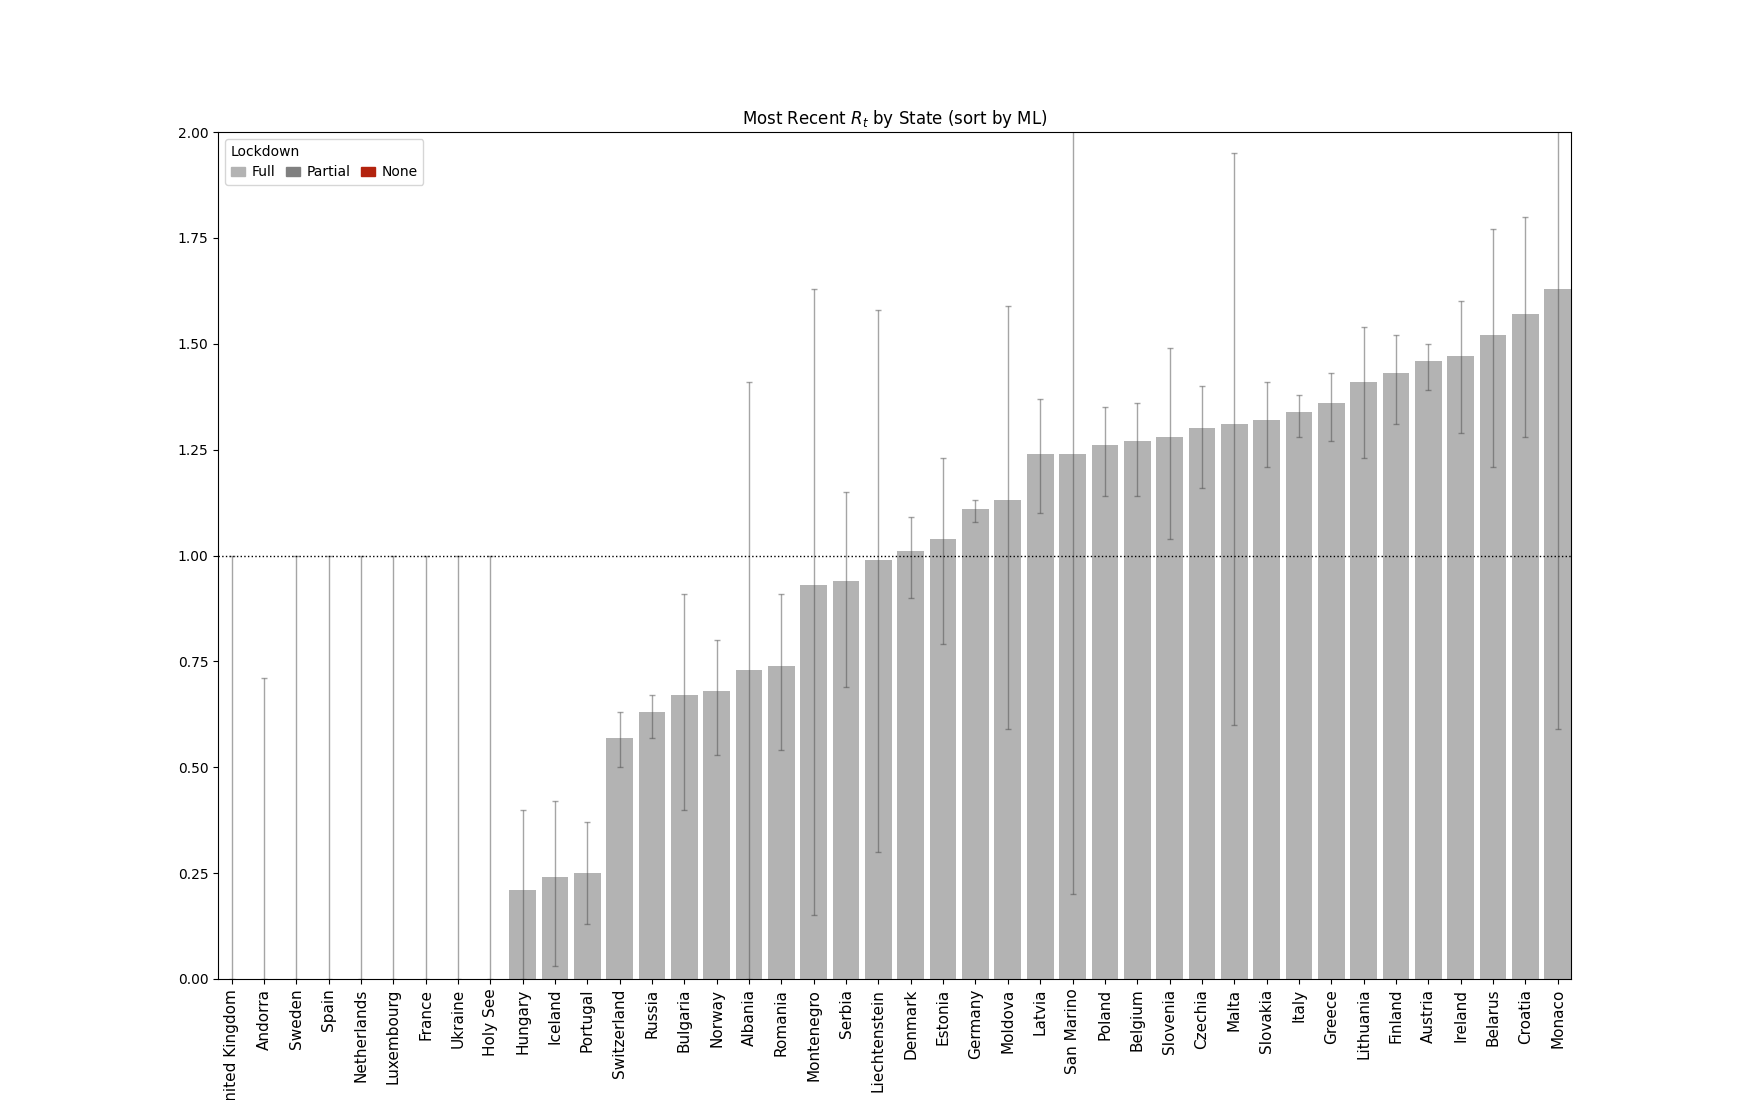 Most Recent Rt by State (sort by ML)
Lockdown
Full Partial None
2.00
1.75
1.50
1.25
1.00
0.75
0.50
0.25
0.00
nited Kingdom
Andorra
Sweden
Spain
Netherlands
Luxembourg
France
Ukraine
Holy See
Hungary
Iceland
Portugal
Switzerland
Russia
Bulgaria
Norway
Albania
Romania
Montenegro
Serbia
Liechtenstein
Denmark
Estonia
Germany
Moldova
Latvia
San Marino
Poland
Belgium
Slovenia
Czechia
Malta
Slovakia
Italy
Greece
Lithuania
Finland
Austria
Ireland
Belarus
Croatia
Monaco